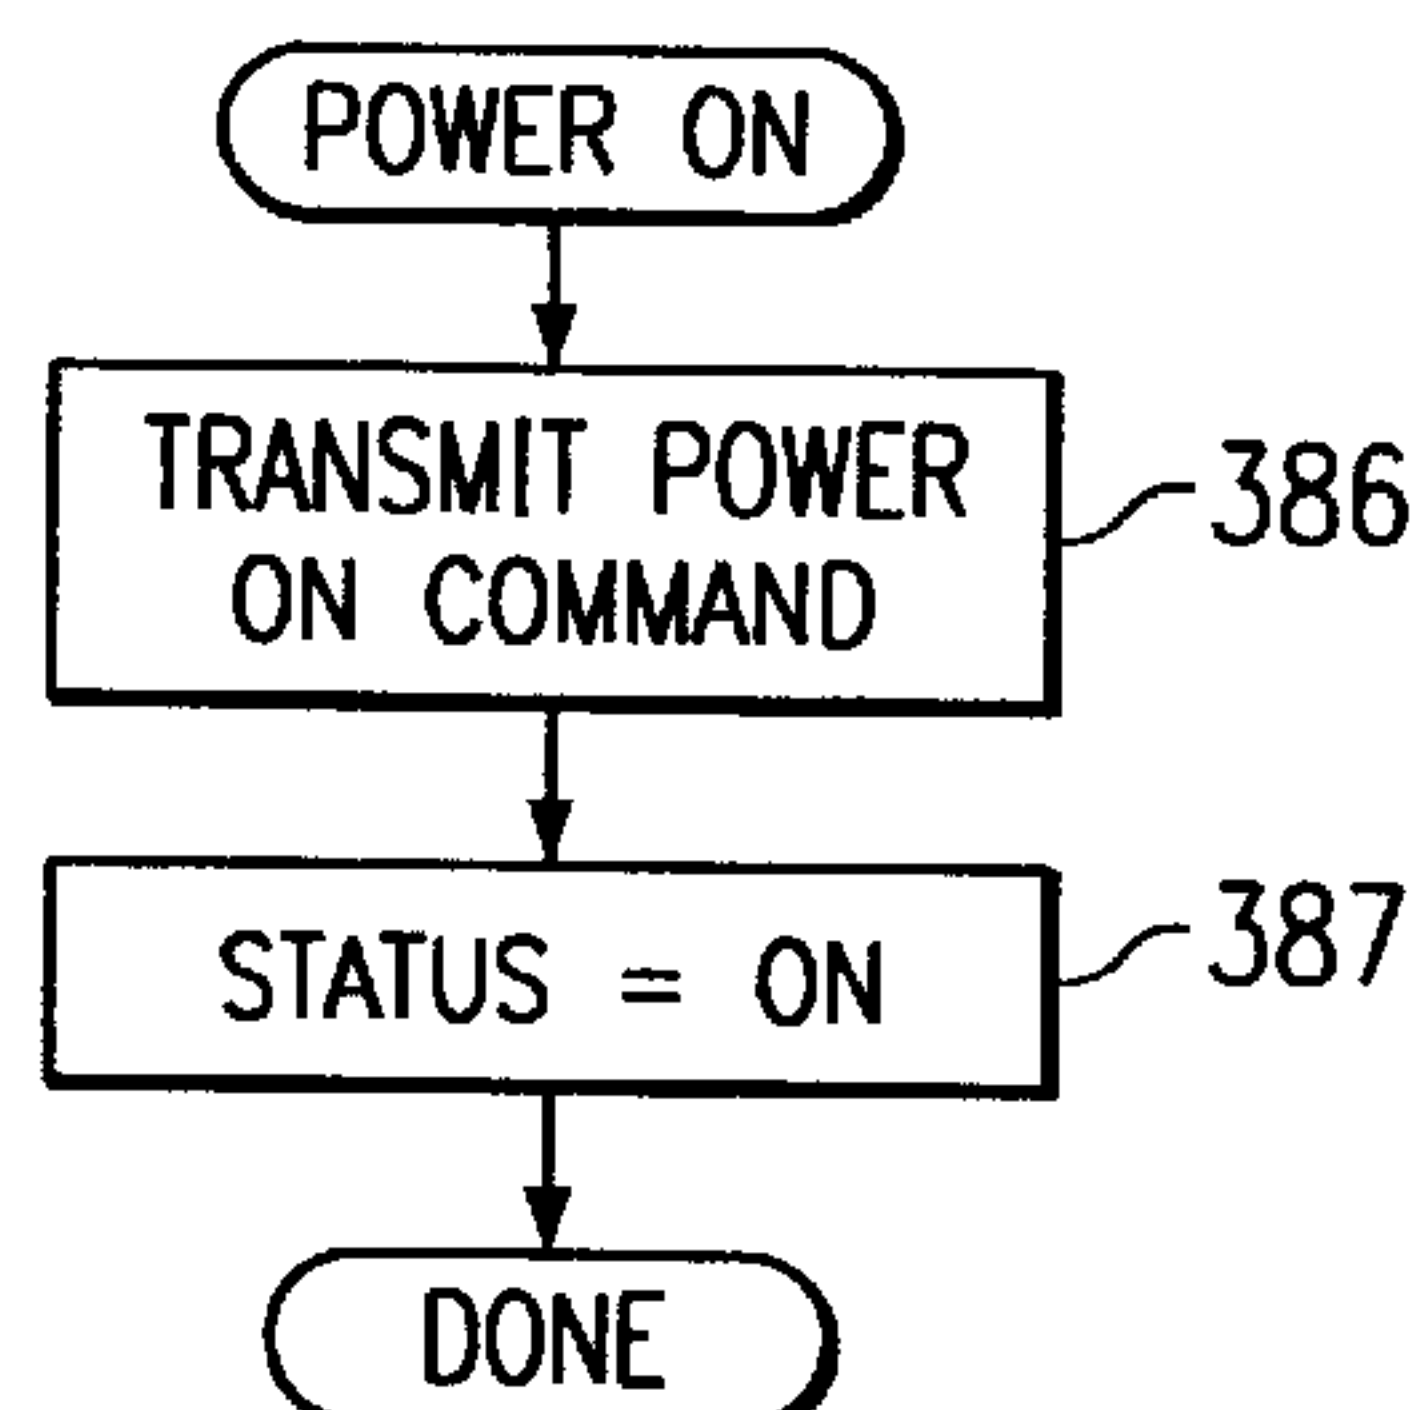 POWER ON
TRANSMIT POWER
ON COMMAND
386
STATUS = ON
387
DONE